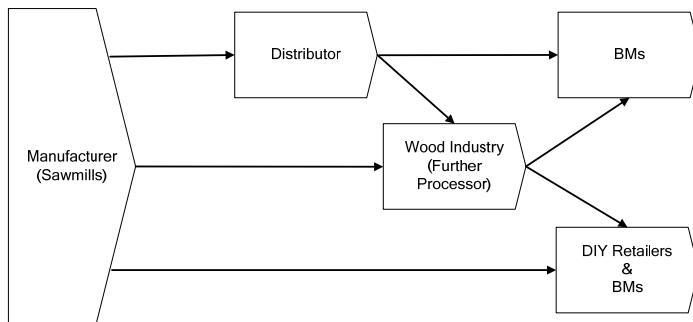 Distributor
BMs
Manufacturer
(Sawmills)
Wood Industry
(Further
Processor)
DIY Retailers
&
BMs